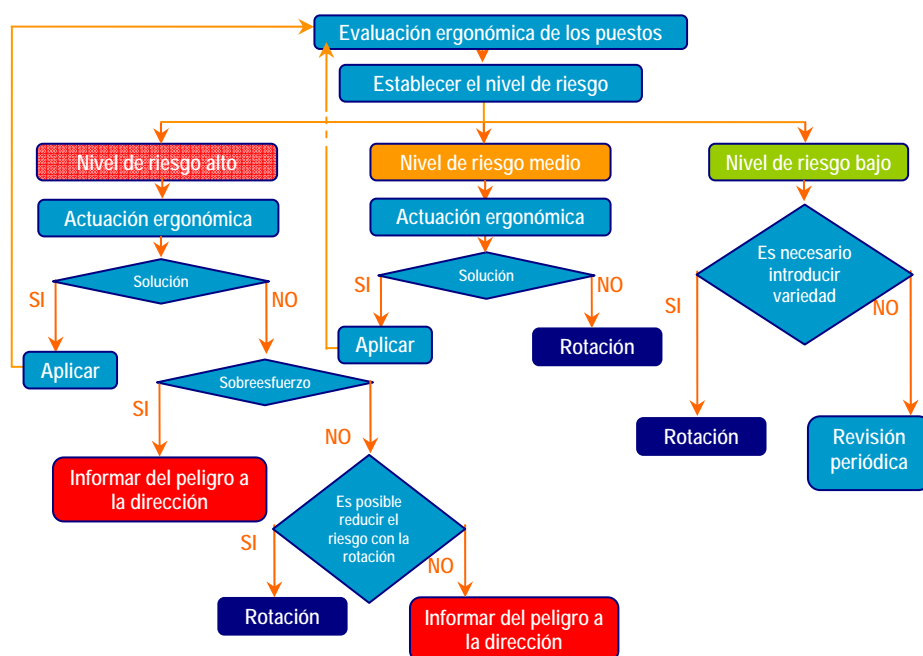 Evaluación ergonómica de los puestos
Establecer el nivel de riesgo
Nivel de riesgo alto
Nivel de riesgo medio
Nivel de riesgo bajo
Actuación ergonómica
Actuación ergonómica
Es necesario
introducir
variedad
Solución
Solución
SI
NO
SI
NO
SI
NO
Aplicar
Aplicar
Rotación
Sobreesfuerzo
SI
NO
Rotación
Revisión
periódica
Informar del peligro a
la dirección
Es posible
reducir el
riesgo con la
rotación
SI
NO
Rotación
Informar del peligro a
la dirección